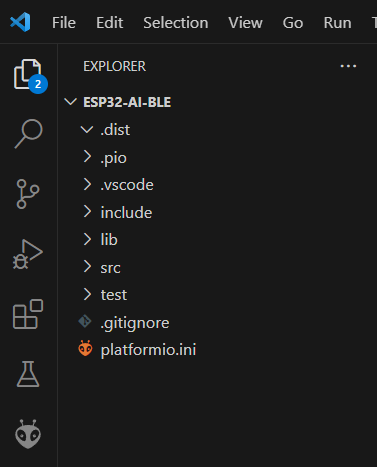 File Edit Selection View Go Run
EXPLORER
2
ESP32-AI-BLE
.dist
.pio
.vscode
include
lib
src
test
.gitignore
platformio.ini